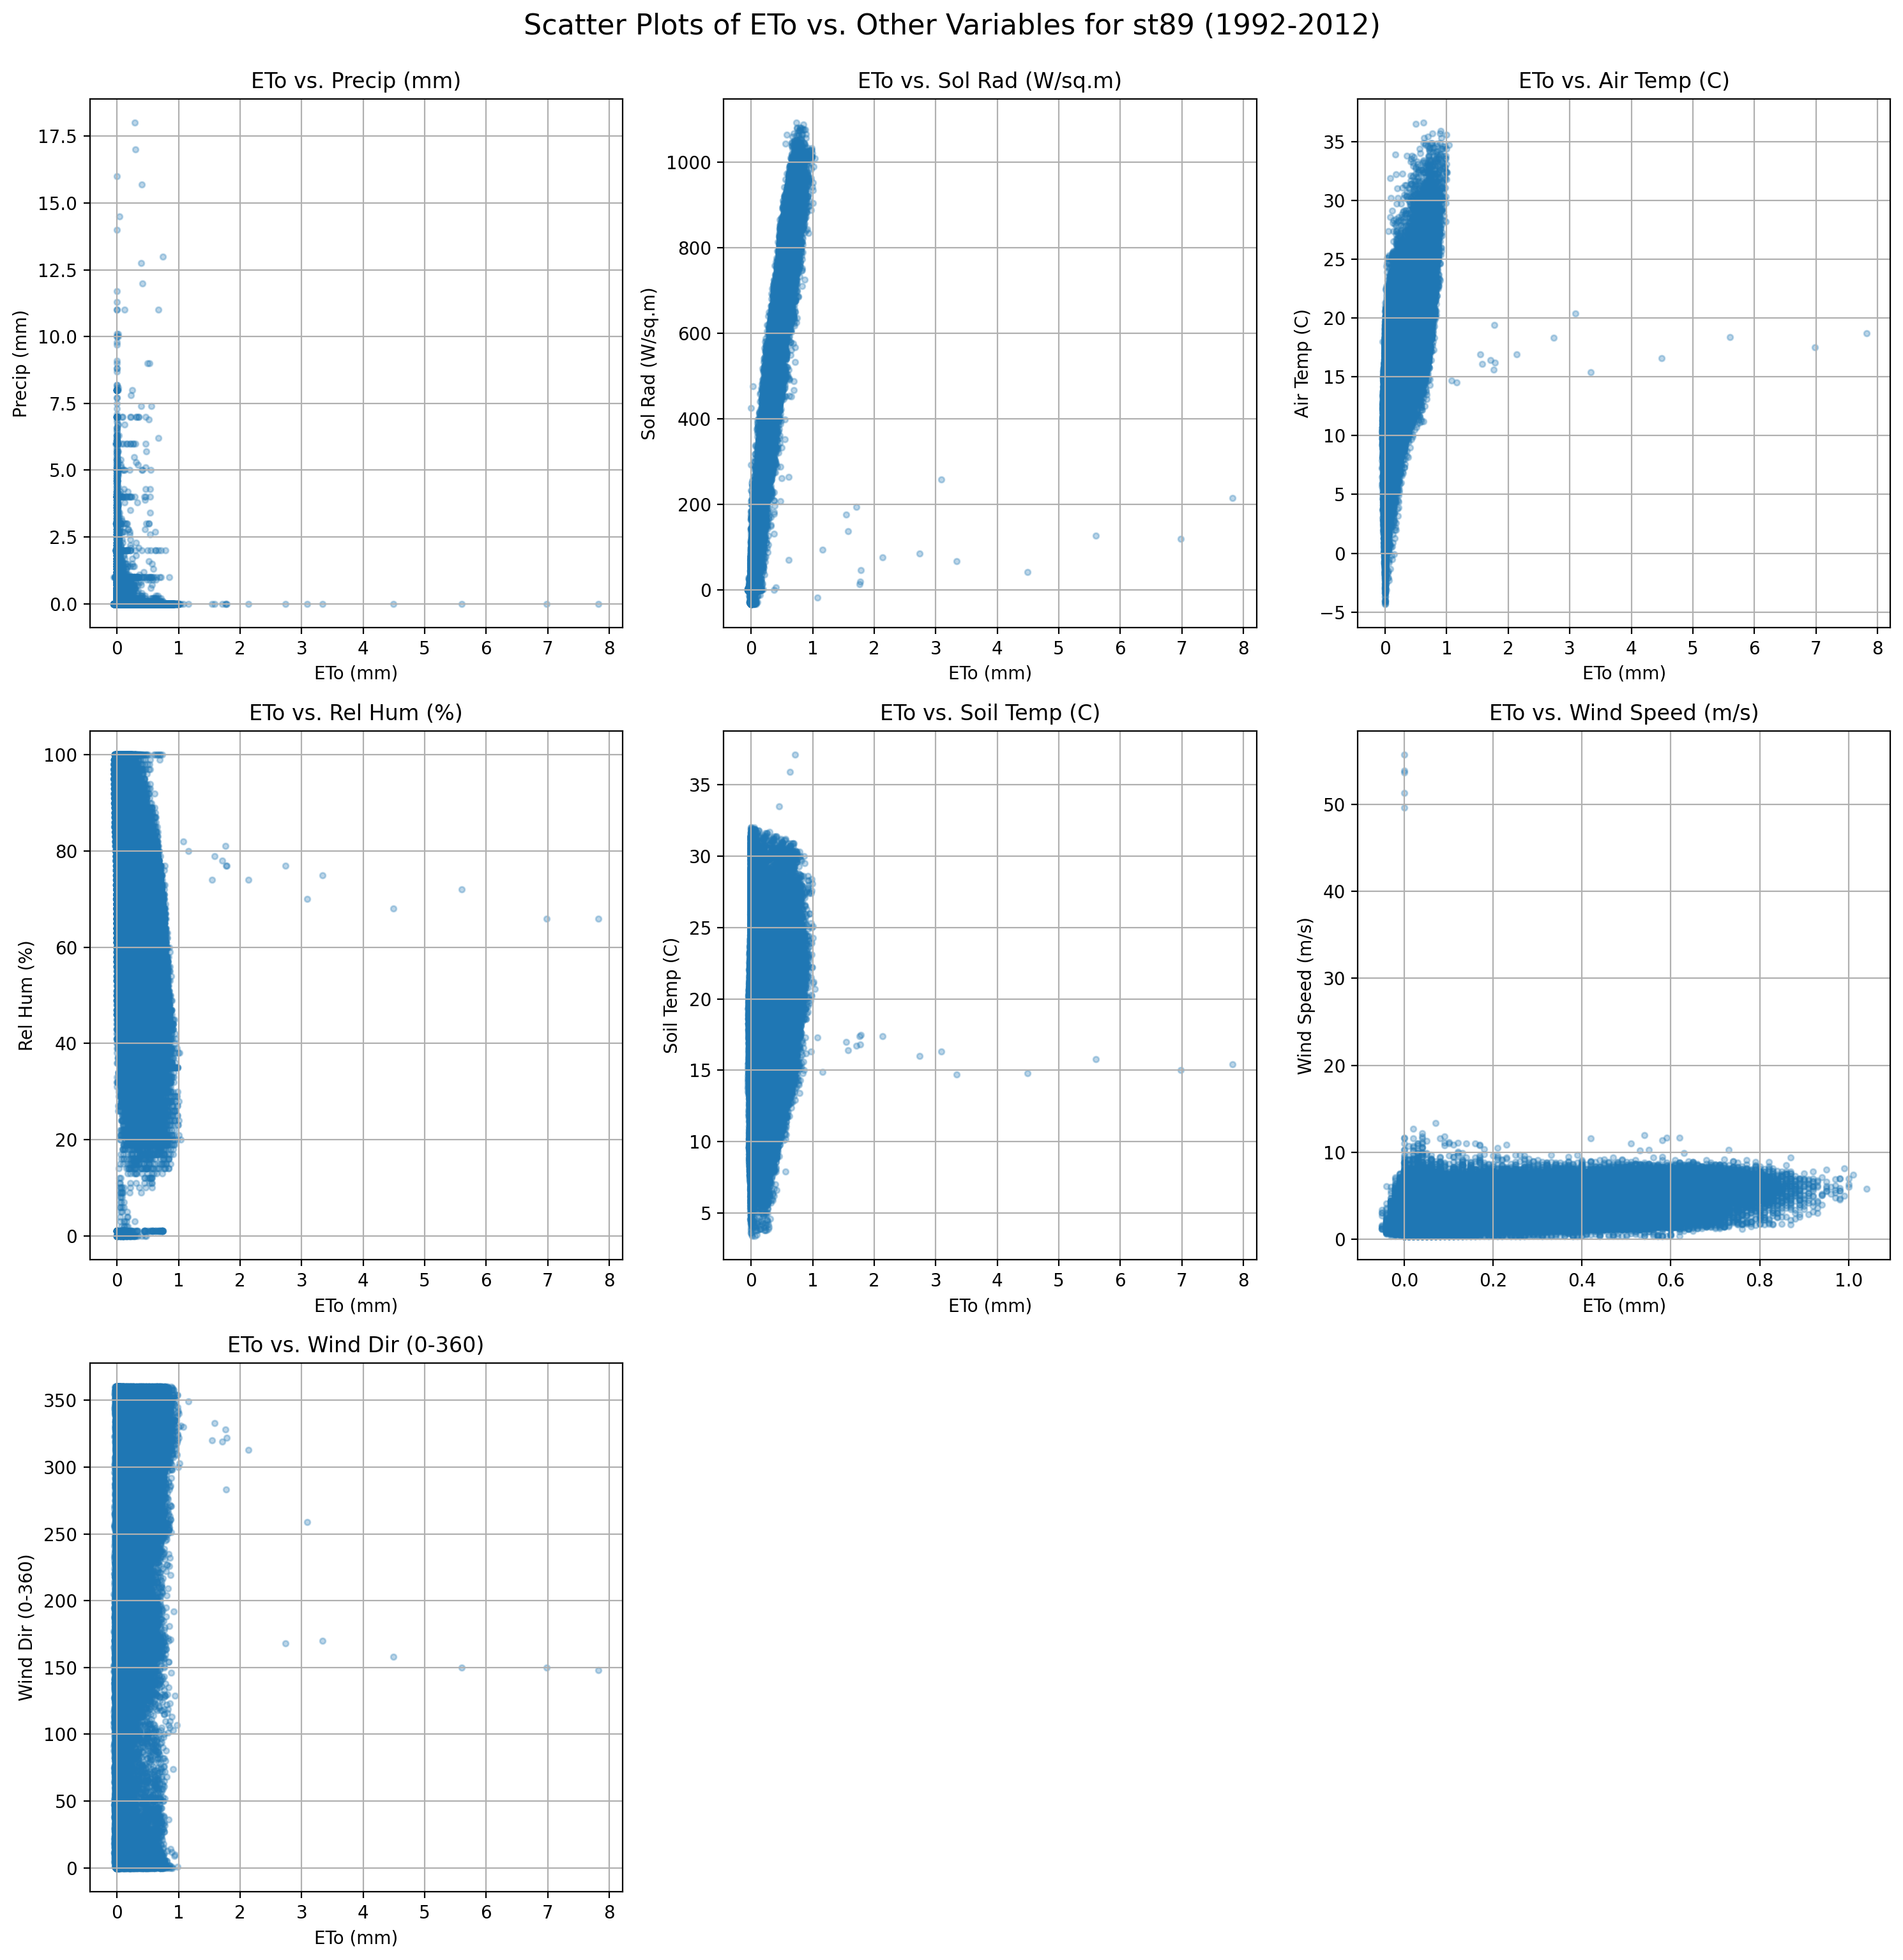 Scatter Plots of ETo vs. Other Variables for st89 (1992-2012)
ETo vs. Precip (mm)
Precip (mm)
17.5
15.0
12.5
10.0
7.5
5.0
2.5
0.0
0 1 2 3 4 5 6 7 8
ETo (mm)
ETo vs. Sol Rad (W/sq.m)
Sol Rad (W/sq.m)
1000
800
600
400
200
0
0 1 2 3 4 5 6 7 8
ETo (mm)
ETo vs. Air Temp (C)
Air Temp (C)
35
30
25
20
15
10
5
0
−5
0 1 2 3 4 5 6 7 8
ETo (mm)
ETo vs. Rel Hum (%)
Rel Hum (%)
100
80
60
40
20
0
0 1 2 3 4 5 6 7 8
ETo (mm)
ETo vs. Soil Temp (C)
Soil Temp (C)
35
30
25
20
15
10
5
0 1 2 3 4 5 6 7 8
ETo (mm)
ETo vs. Wind Speed (m/s)
Wind Speed (m/s)
50
40
30
20
10
0
0.0 0.2 0.4 0.6 0.8 1.0
ETo (mm)
ETo vs. Wind Dir (0-360)
Wind Dir (0-360)
350
300
250
200
150
100
50
0
0 1 2 3 4 5 6 7 8
ETo (mm)